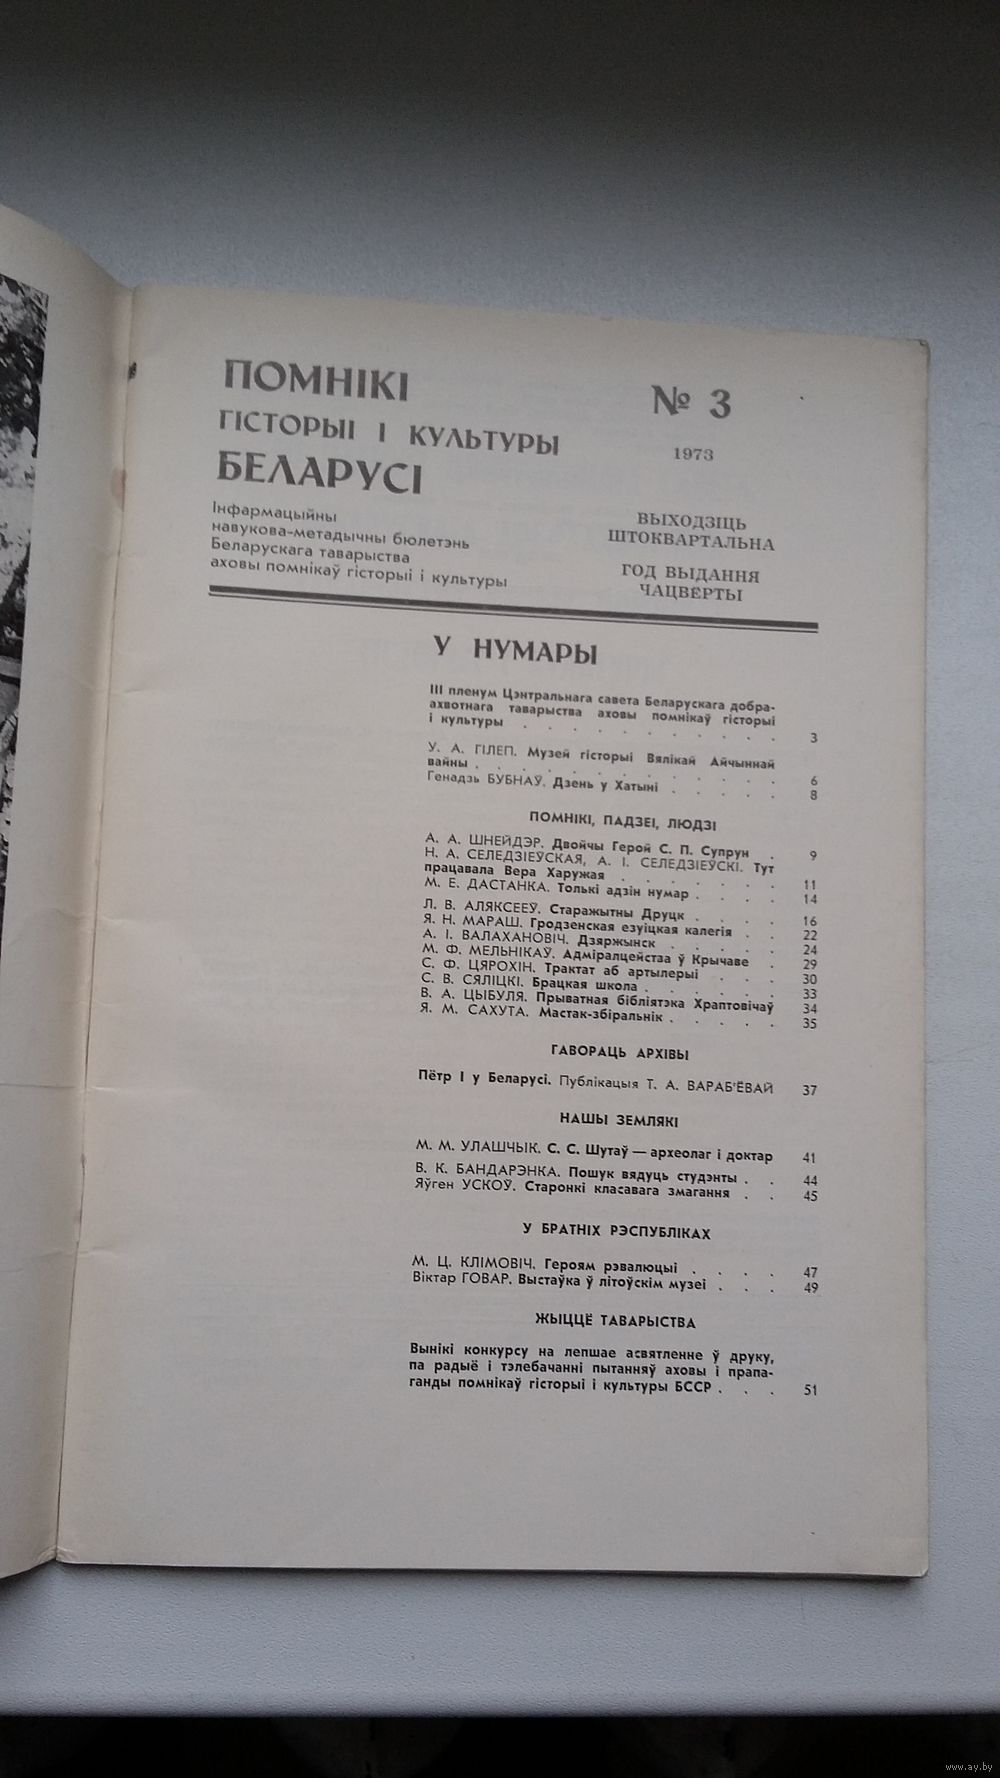 ПОМНІКІ
ГІСТОРЫІ І КУЛЬТУРЫ
БЕЛАРУСІ
Інфармацыйны
навукова-метадычны бюлетэнь
Беларускага таварыства
аховы помнікаў гісторыі і культуры
№ 3
1973
ВЫХОДЗІЦЬ
ШТОКВАРТАЛЬНА
ГОД ВЫДАННЯ
ЧАЦВЕРТЫ
У НУМАРЫ
III пленум Цэнтральнага савета Беларускага добра-
ахвотнага таварыства аховы помнікаў гісторыі
і культуры . . . . . . . . . . 3
У. А. ГІЛЕП. Музей гісторыі Вялікай Айчыннай
вайны . . . . . . . . . . . 6
Генадзь БУБНАЎ. Дзень у Хатыні . . . . . 8
ПОМНІКІ, ПАДЗЕІ, ЛЮДЗІ
А. А. ШНЕЙДЭР. Двойчы Герой С. П. Супрун . 9
Н. А. СЕЛЕДЗІЕЎСКАЯ, А. І. СЕЛЕДЗІЕЎСКІ. Тут
працавала Вера Харужая . . . . . . . 11
М. Е. ДАСТАНКА. Толькі адзін нумар . . . . 14
Л. В. АЛЯКСЕЕЎ. Старажытны Друцк . . . . 16
Я. Н. МАРАШ. Гродзенская езуіцкая калегія . . 22
А. І. ВАЛАХАНОВІЧ. Дзяржынск . . . . . 24
М. Ф. МЕЛЬНІКАЎ. Адміралцейства ў Крычаве . 29
С. Ф. ЦЯРОХІН. Трактат аб артылерыі . . . 30
С. В. СЯЛІЦКІ. Брацкая школа . . . . . . 33
В. А. ЦЫБУЛЯ. Прыватная бібліятэка Храптовічаў 34
Я. М. САХУТА. Мастак-збіральнік . . . . . 35
ГАВОРАЦЬ АРХІВЫ
Пётр I у Беларусі. Публікацыя Т. А. ВАРАБ'ЁВАЙ 37
НАШЫ ЗЕМЛЯКІ
М. М. УЛАШЧЫК. С. С. Шутаў — археолаг і доктар 41
В. К. БАНДАРЭНКА. Пошук вядуць студэнты . . 44
Яўген УСКОЎ. Старонкі класавага змагання . . 45
У БРАТНІХ РЭСПУБЛІКАХ
М. Ц. КЛІМОВІЧ. Героям рэвалюцыі . . . . 47
Віктар ГОВАР. Выстаўка ў літоўскім музеі . . . 49
ЖЫЦЦЁ ТАВАРЫСТВА
Вынікі конкурсу на лепшае асвятленне ў друку,
па радыё і тэлебачанні пытанняў аховы і прапа-
ганды помнікаў гісторыі і культуры БССР . . . 51
www.ay.by